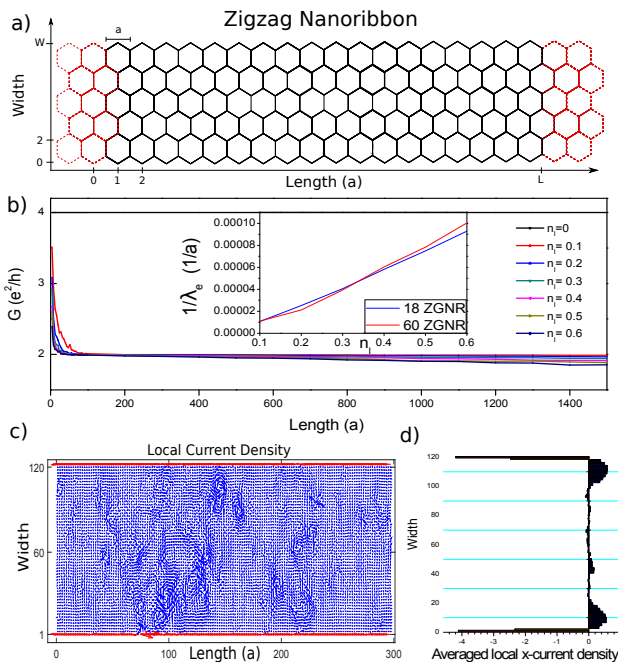 Zigzag Nanoribbon
a)
a
W
Width
2
0
0 1 2 Length (a) L
b)
4
3
2
G (e²/h)
0 200 400 600 800 1000 1200 1400
Length (a)
0.00010
0.00008
0.00006
0.00004
0.00002
0.00000
1/λe (1/a)
0.1 0.2 0.3 0.4 0.5 0.6
nI
18 ZGNR
60 ZGNR
nI=0
nI= 0.1
nI= 0.2
nI= 0.3
nI= 0.4
nI= 0.5
nI= 0.6
c)
Local Current Density
120
60
1
Width
0 100 200 300
Length (a)
d)
120
100
80
60
40
20
0
Width
-4 -3 -2 -1 0 1
Averaged local x-current density